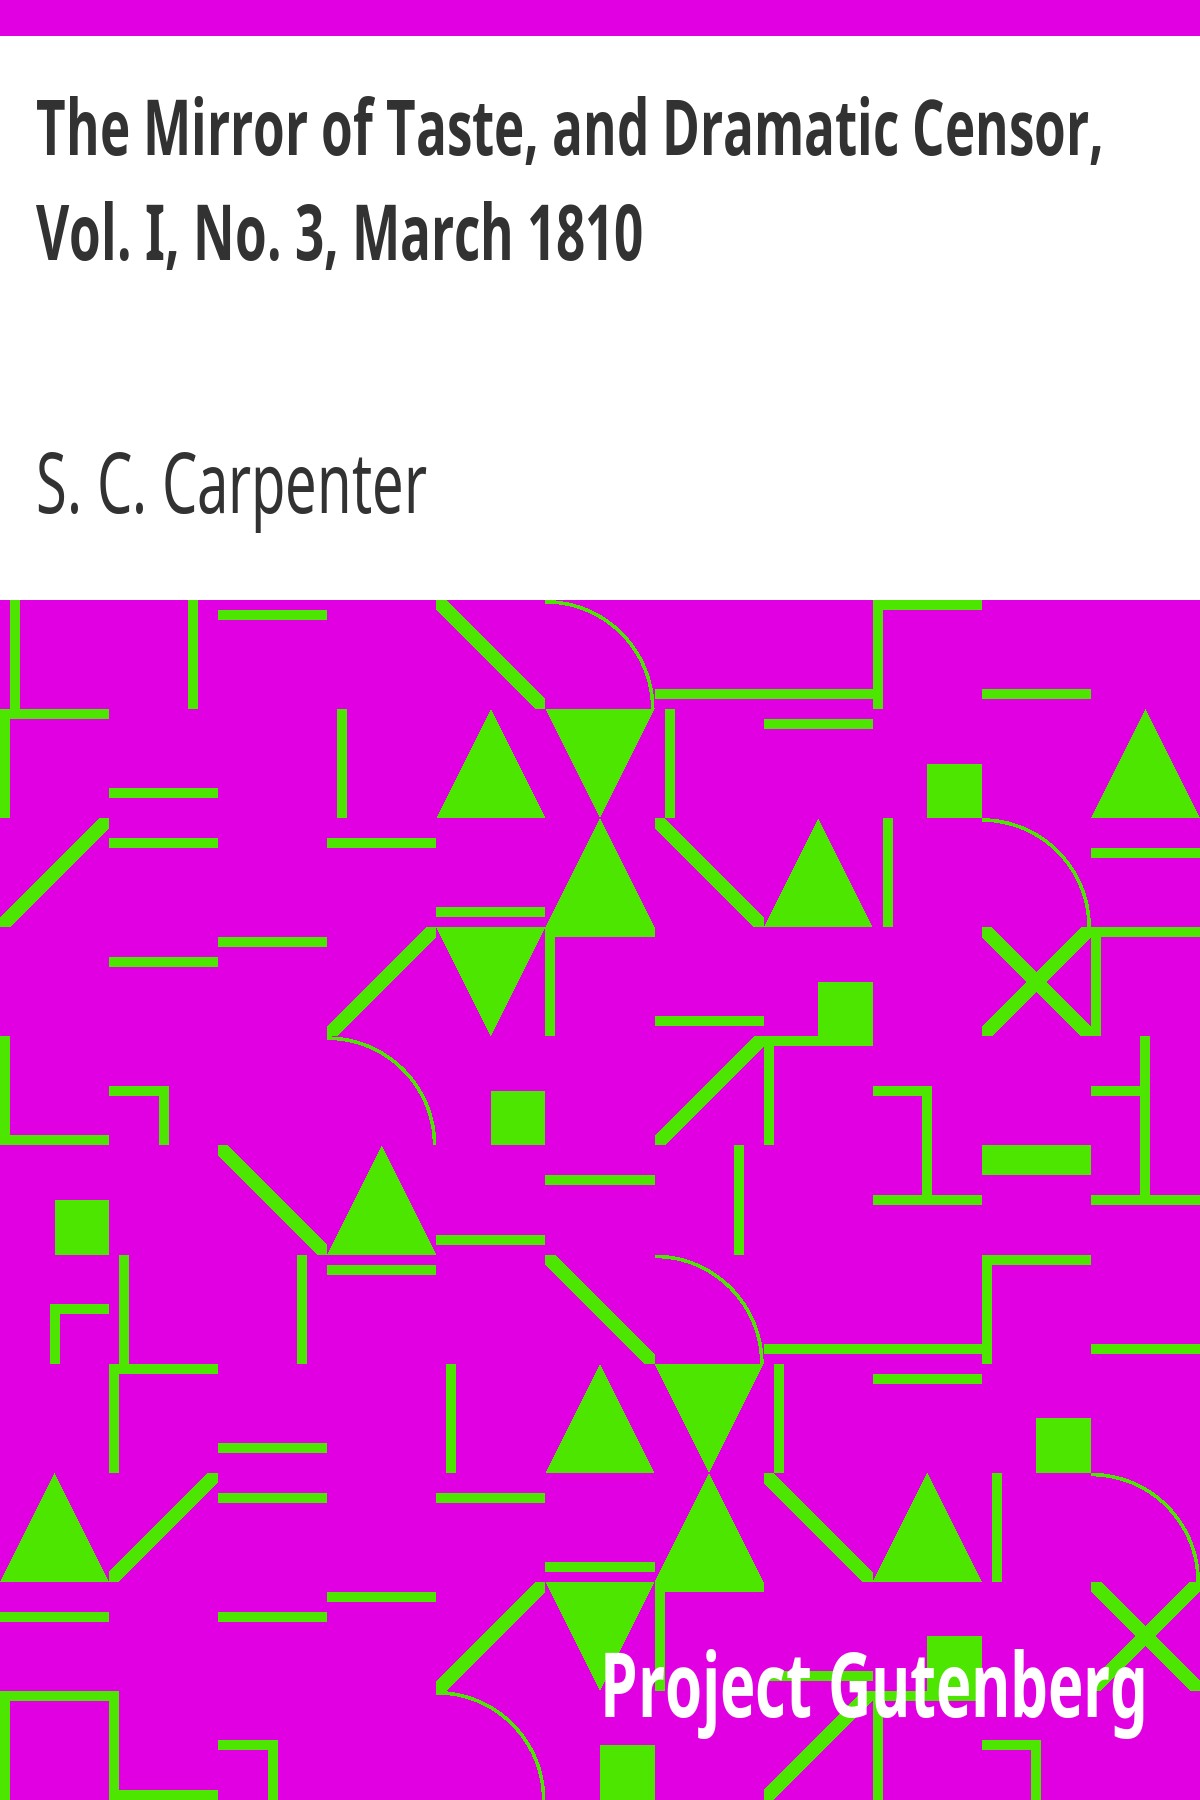 The Mirror of Taste, and Dramatic Censor,
Vol. I, No. 3, March 1810
S. C. Carpenter
Project Gutenberg